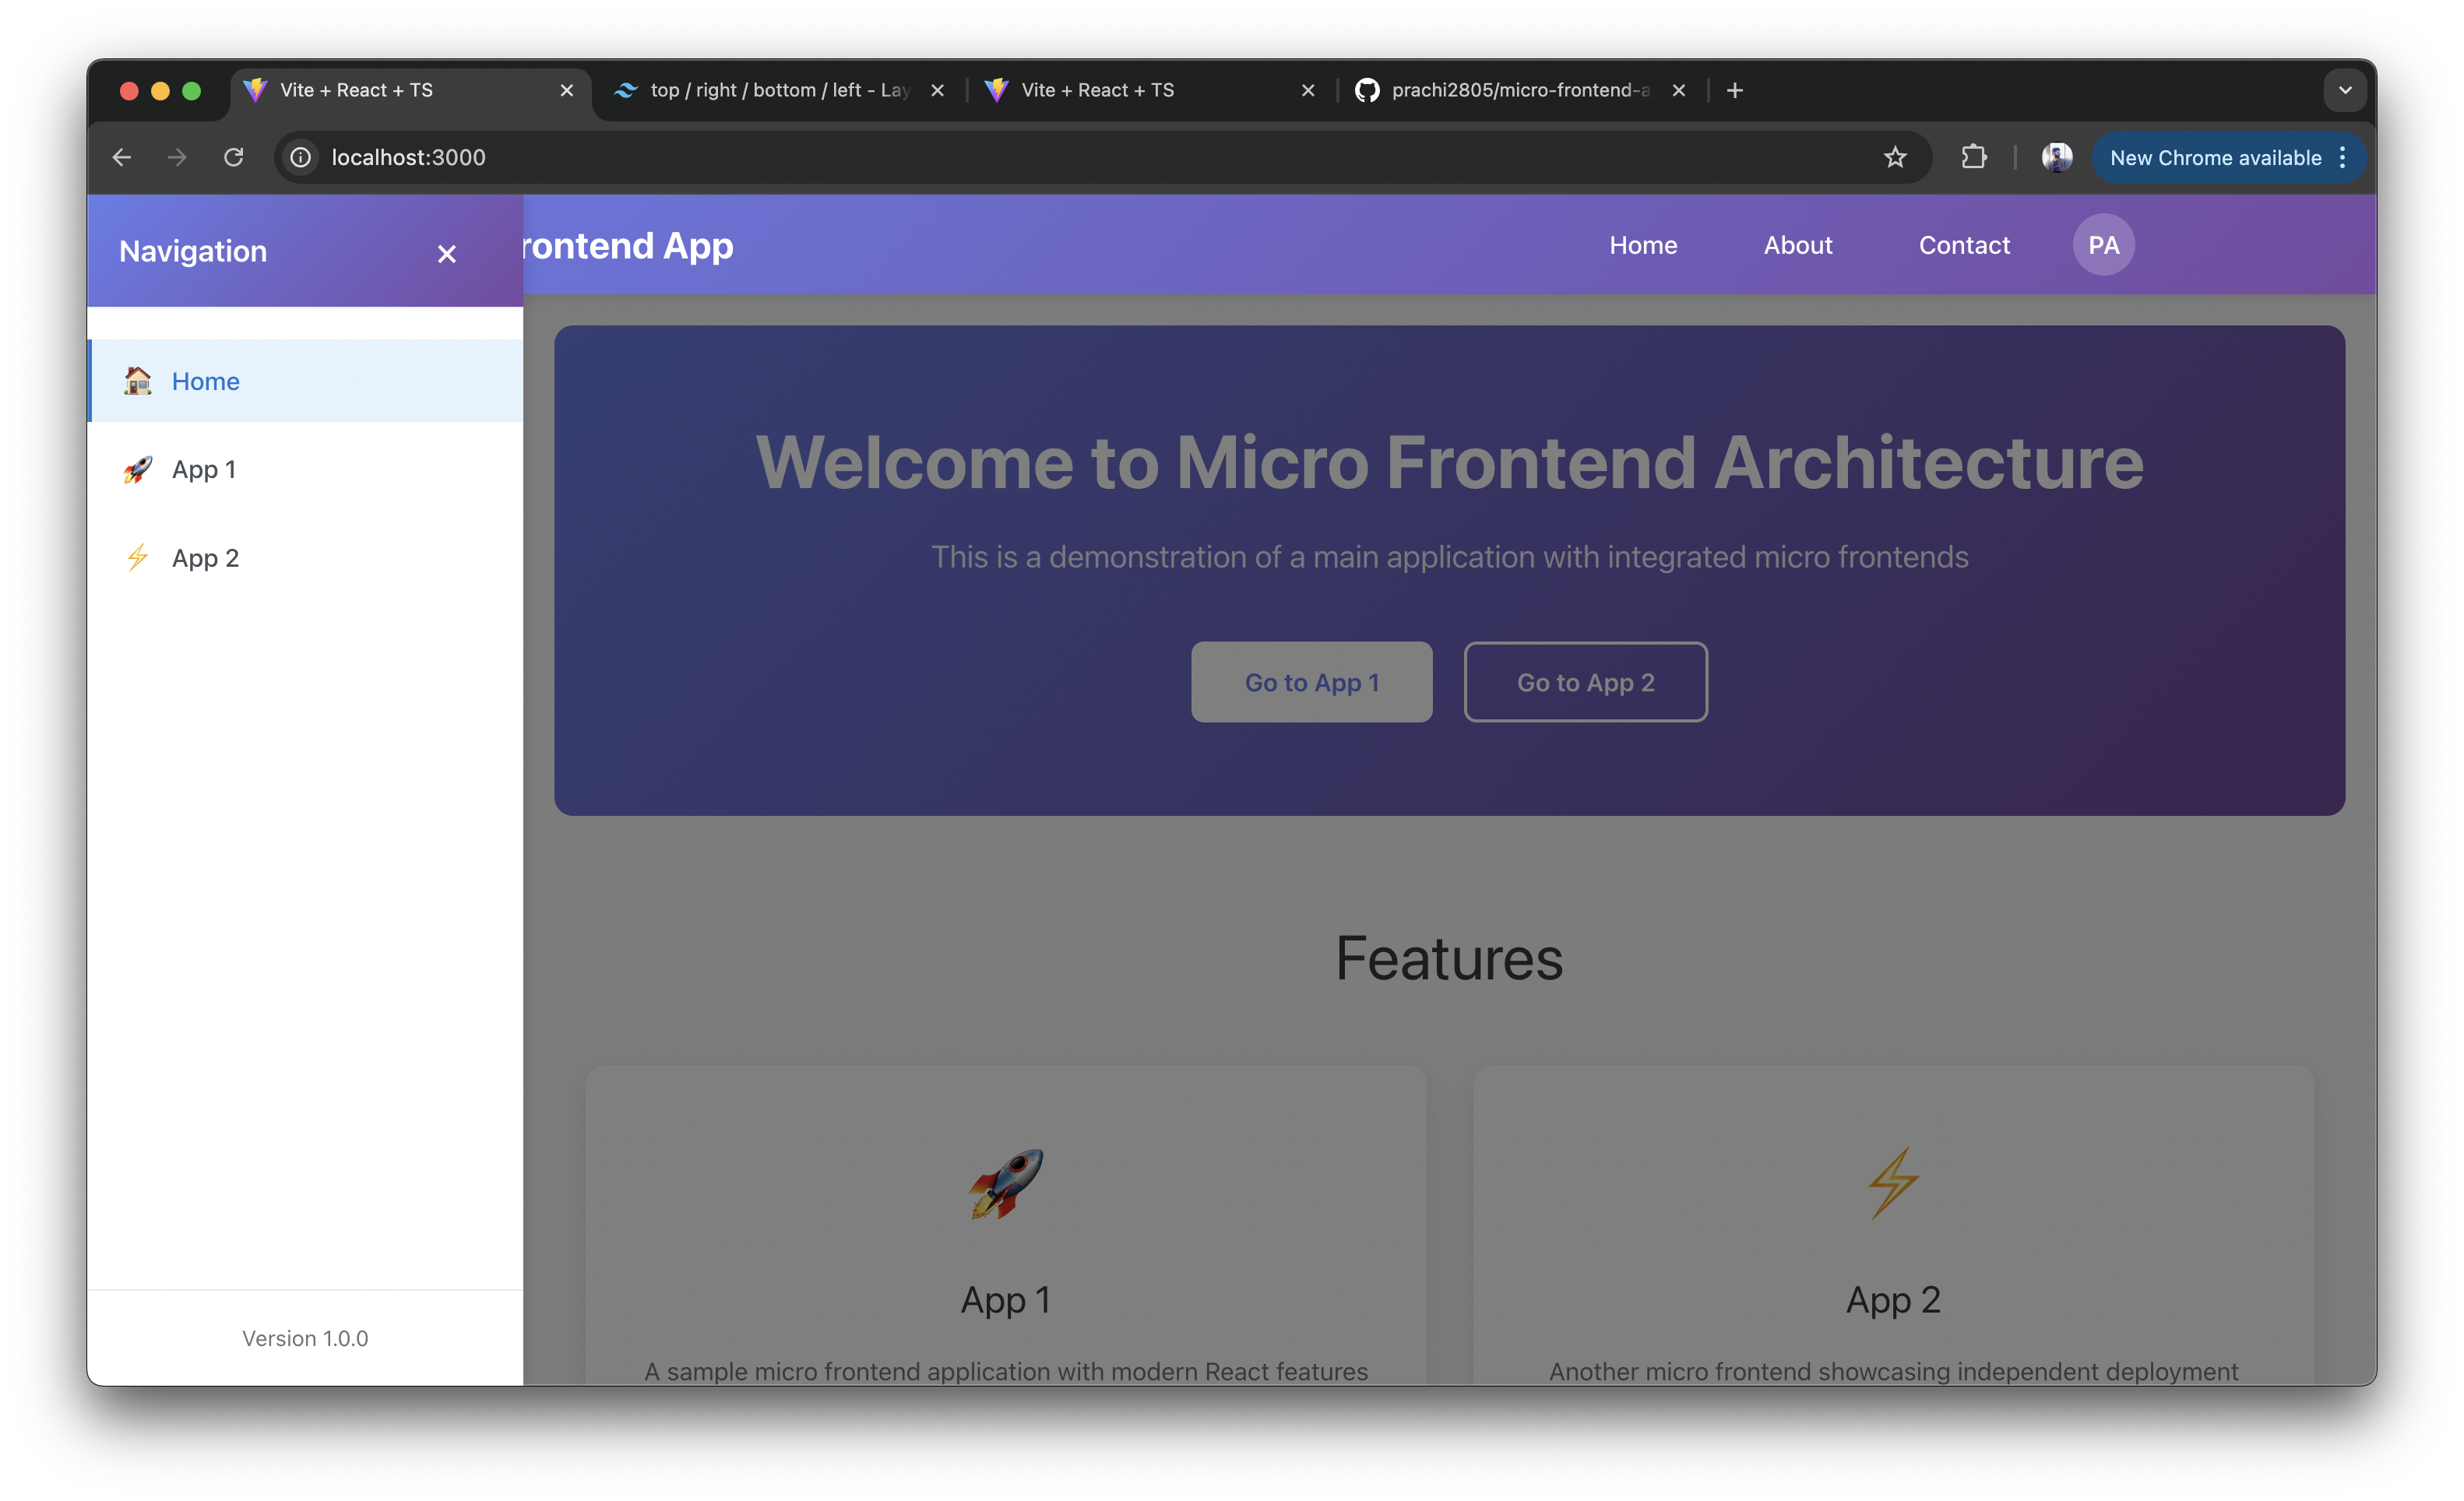 Vite + React + TS
top / right / bottom / left - Lay
Vite + React + TS
prachi2805/micro-frontend-a
localhost:3000
New Chrome available
Navigation
rontend App
Home
About
Contact
PA
Home
App 1
App 2
Welcome to Micro Frontend Architecture
This is a demonstration of a main application with integrated micro frontends
Go to App 1
Go to App 2
Features
App 1
A sample micro frontend application with modern React features
App 2
Another micro frontend showcasing independent deployment
Version 1.0.0